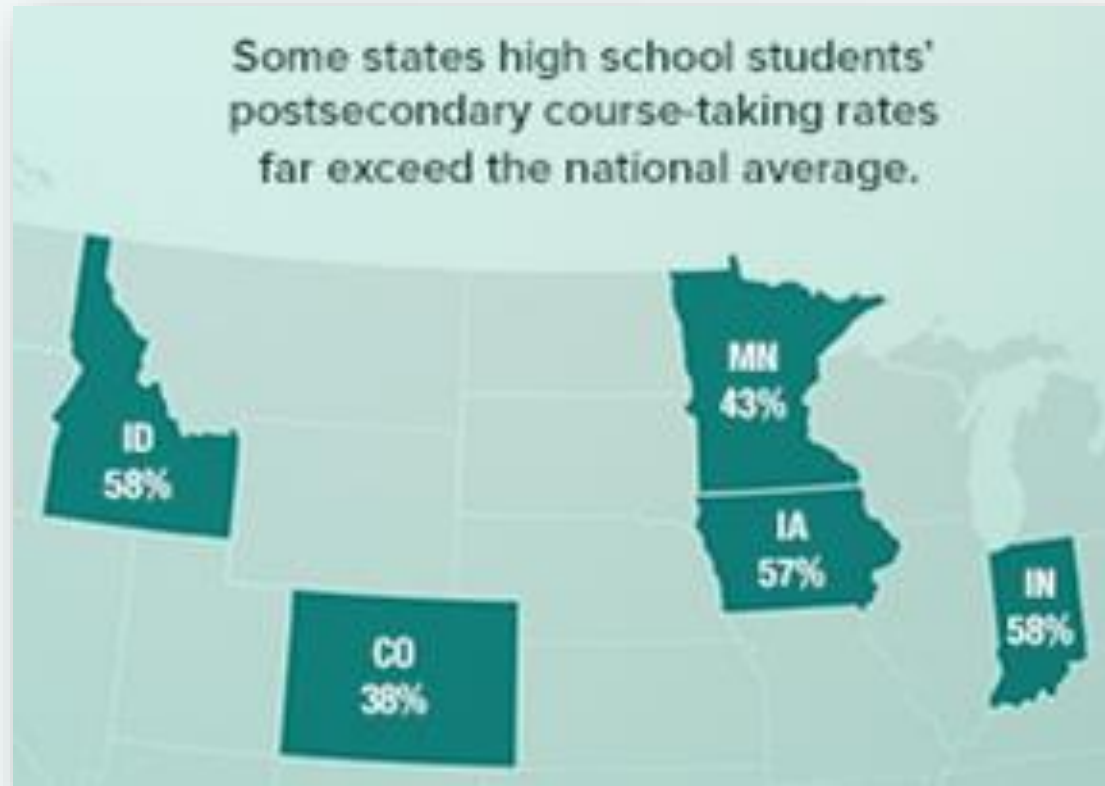 Some states high school students'
postsecondary course-taking rates
far exceed the national average.
MN
43%
ID
58%
IA
57%
IN
58%
CO
38%